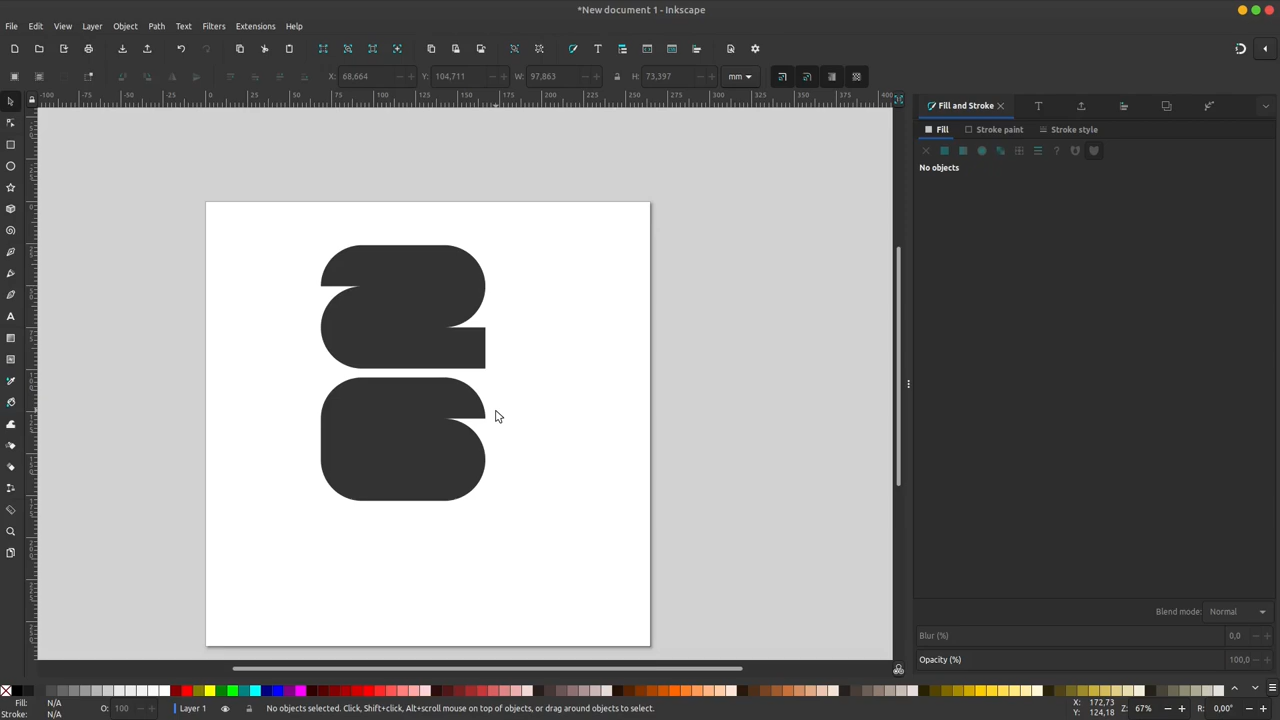 *New document 1 - Inkscape
File Edit View Layer Object Path Text Filters Extensions Help
X: 68,664 Y: 104,711 W: 97,863 H: 73,397 mm
Fill and Stroke
Fill Stroke paint Stroke style
No objects
26
Blend mode: Normal
Blur (%) 0,0
Opacity (%) 100,0
Fill: N/A
Stroke: N/A
O: 100
Layer 1
No objects selected. Click, Shift+click, Alt+scroll mouse on top of objects, or drag around objects to select.
X: 172,73
Y: 124,18
Z: 67%
R: 0,00°